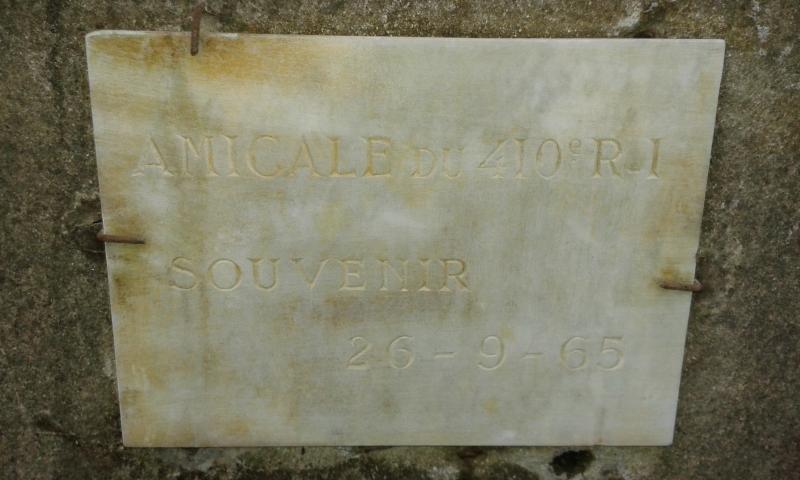 AMICALE DU 410e R.I
SOUVENIR
26-9-65